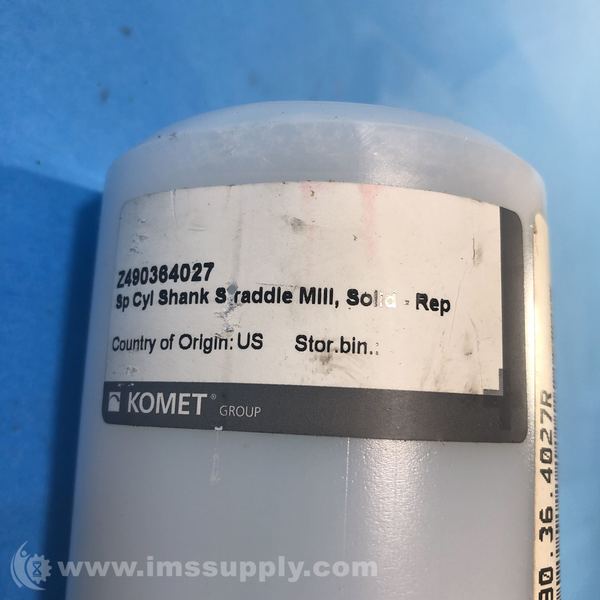 Z490364027
Sp Cyl Shank Straddle Mill, Solid - Rep
Country of Origin: US Stor.bin..
KOMET® GROUP
90.36.4027R
www.imssupply.com